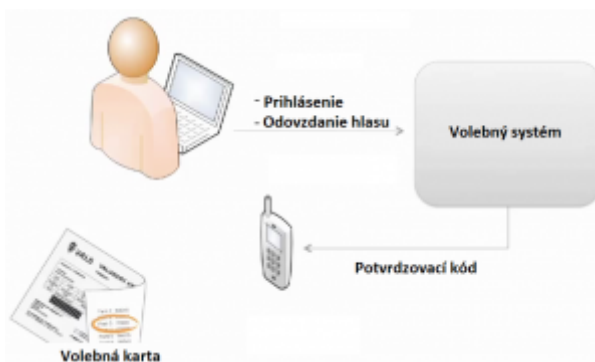 - Prihlásenie
- Odovzdanie hlasu
Volebný systém
Potvrdzovací kód
Volebná karta